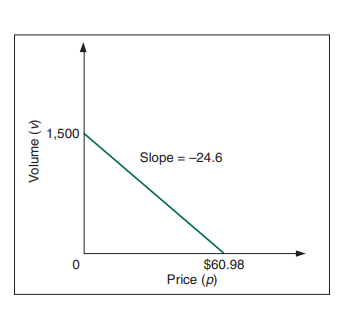 Volume (v)
1,500
Slope = –24.6
0
$60.98
Price (p)